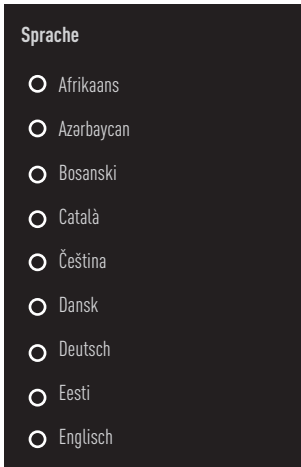 Sprache
Afrikaans
Azərbaycan
Bosanski
Català
Čeština
Dansk
Deutsch
Eesti
Englisch